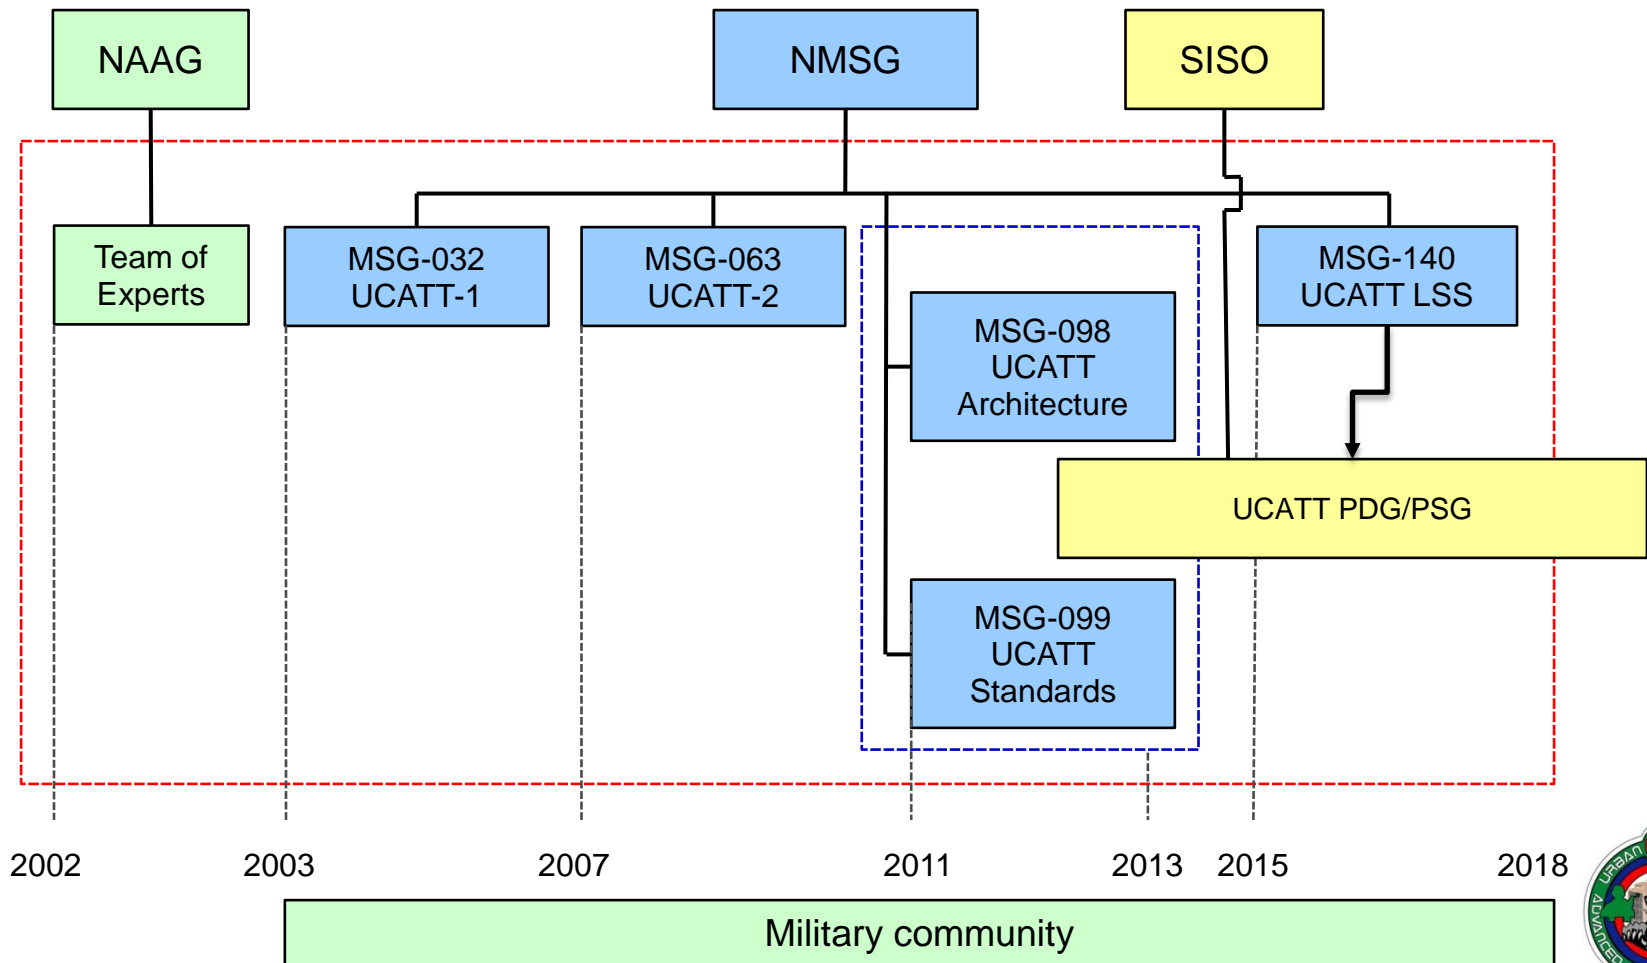 NAAG
NMSG
SISO
Team of
Experts
MSG-032
UCATT-1
MSG-063
UCATT-2
MSG-140
UCATT LSS
MSG-098
UCATT
Architecture
UCATT PDG/PSG
MSG-099
UCATT
Standards
2002
2003
2007
2011
2013
2015
2018
Military community
URBAN
ADVANCED